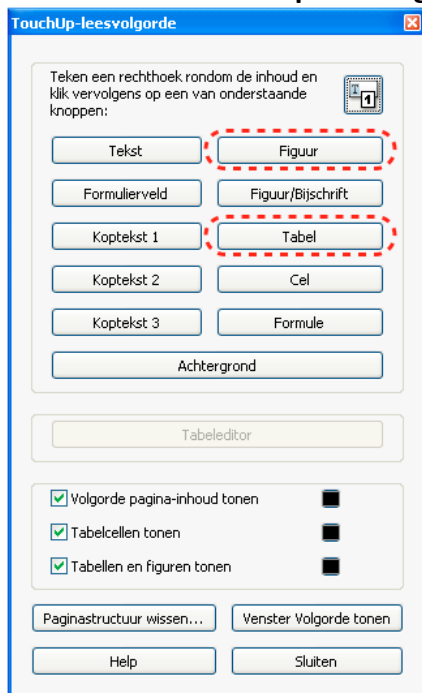 TouchUp-leesvolgorde
Teken een rechthoek rondom de inhoud en
klik vervolgens op een van onderstaande
knoppen:
Tekst
Figuur
Formulierveld
Figuur/Bijschrift
Koptekst 1
Tabel
Koptekst 2
Cel
Koptekst 3
Formule
Achtergrond
Tabeleditor
Volgorde pagina-inhoud tonen
Tabelcellen tonen
Tabellen en figuren tonen
Paginastructuur wissen...
Venster Volgorde tonen
Help
Sluiten